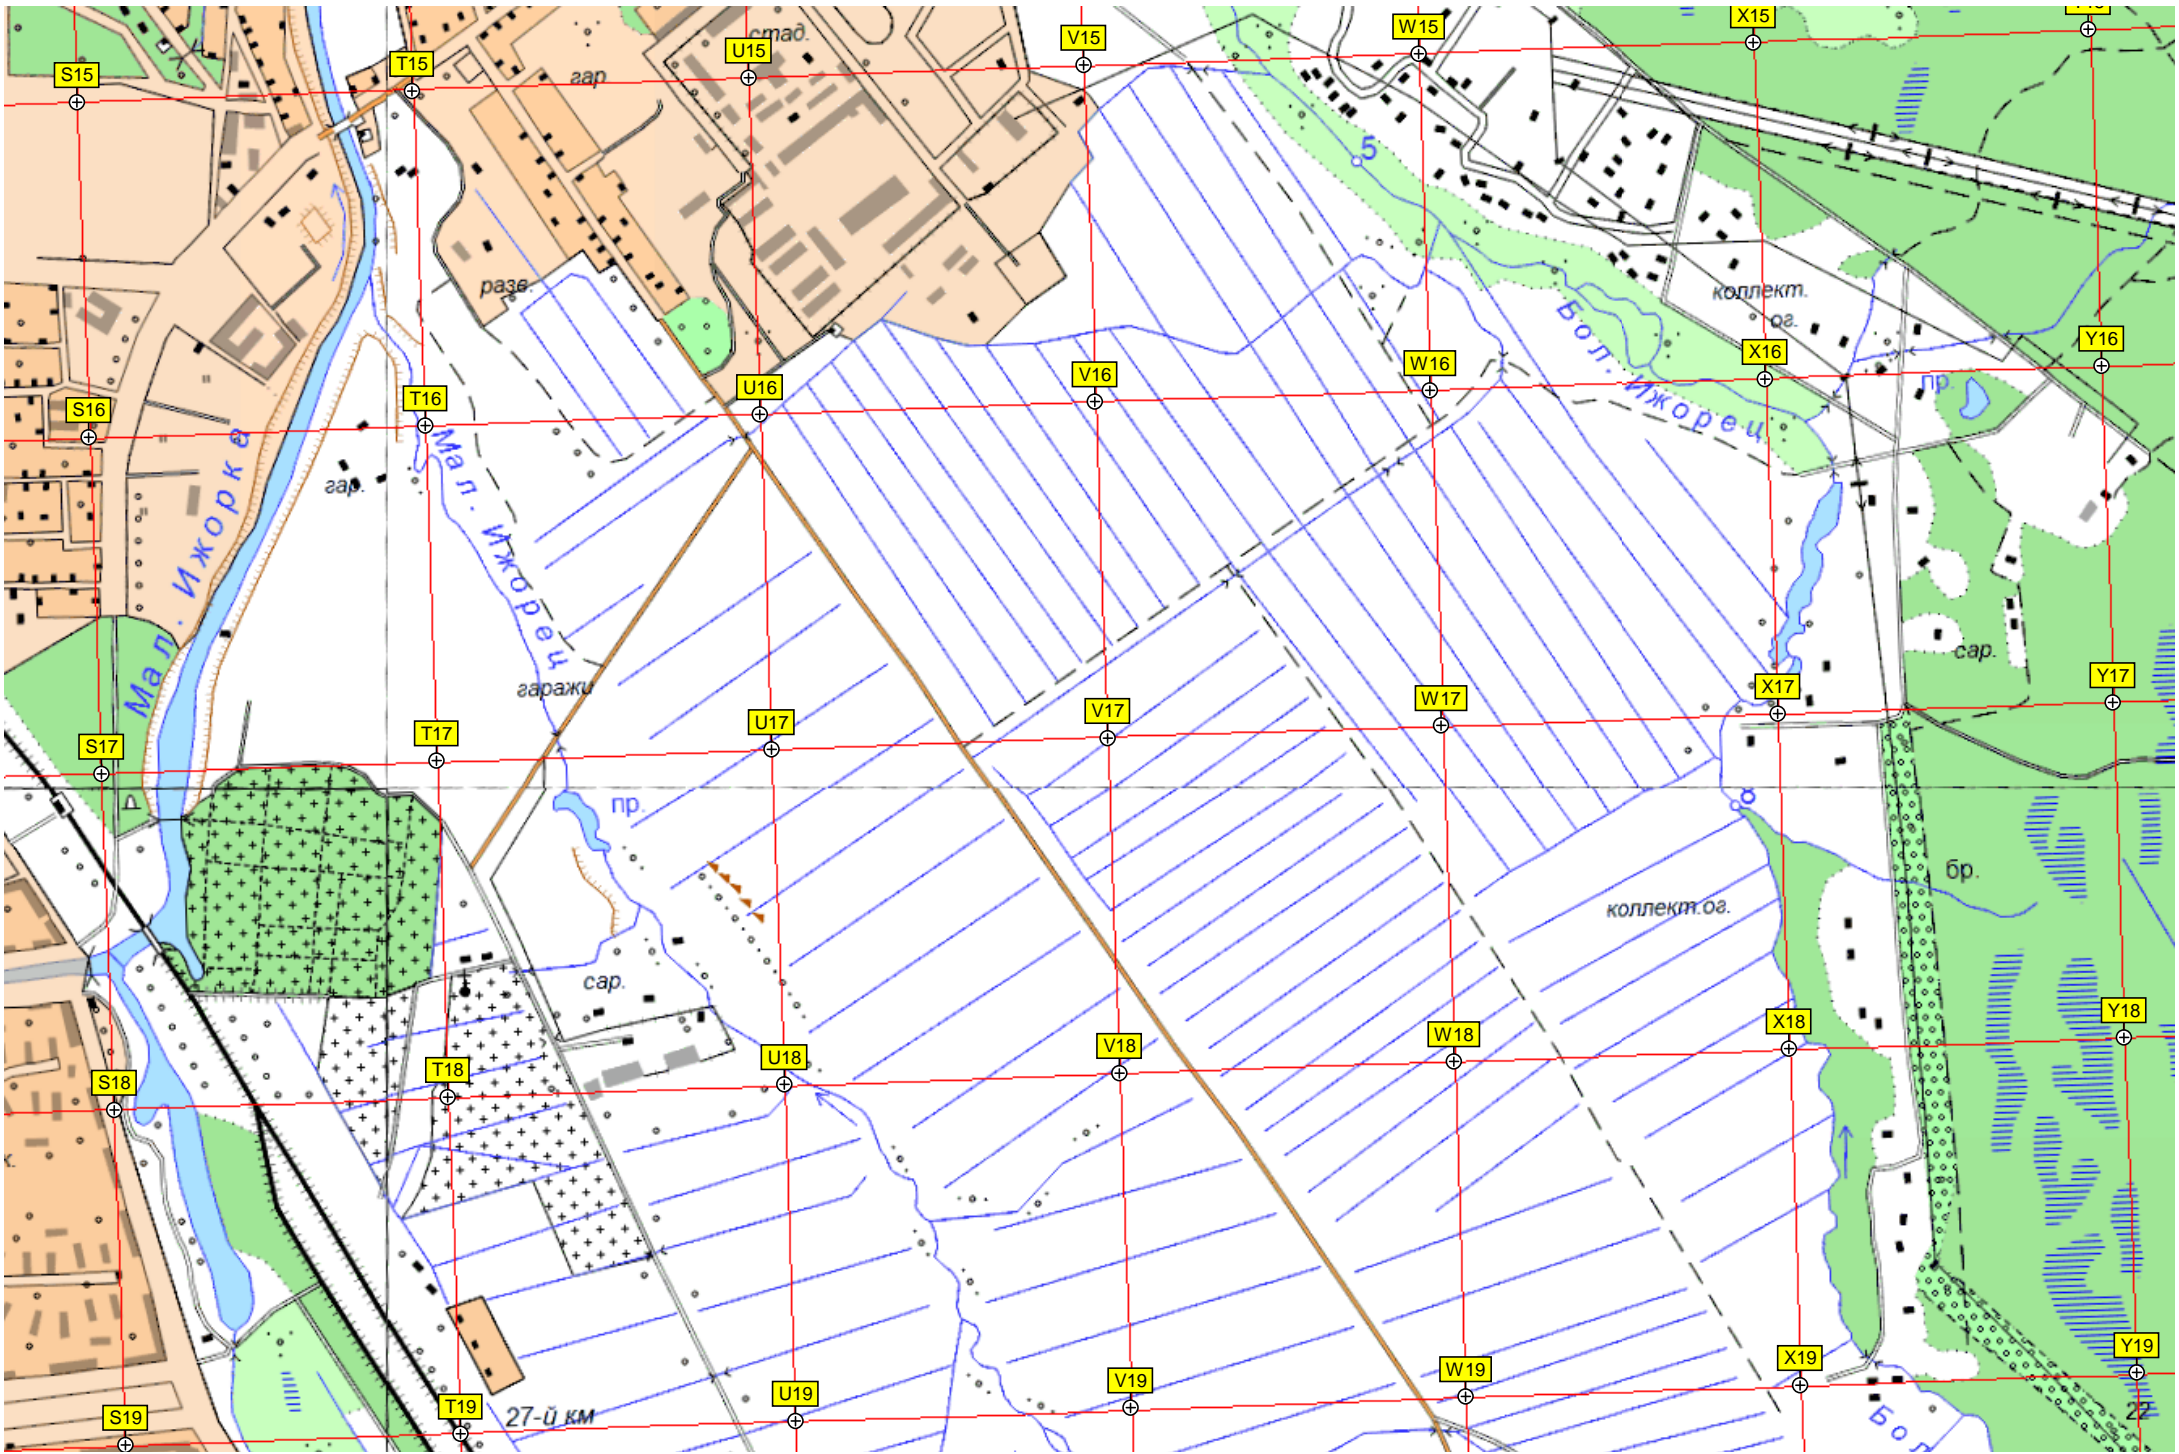 стад.
S15
T15
U15
V15
W15
X15
гар
5
разв.
коллект.
ог.
Бол. Ижорец
S16
T16
U16
V16
W16
X16
Y16
пр.
гар.
Мал. Ижорка
Мал. Ижорец
сар.
гаражи
S17
T17
U17
V17
W17
X17
Y17
пр.
бр.
коллект.ог.
сар.
S18
T18
U18
V18
W18
X18
Y18
S19
T19
U19
V19
W19
X19
Y19
27-й км
22
Бол